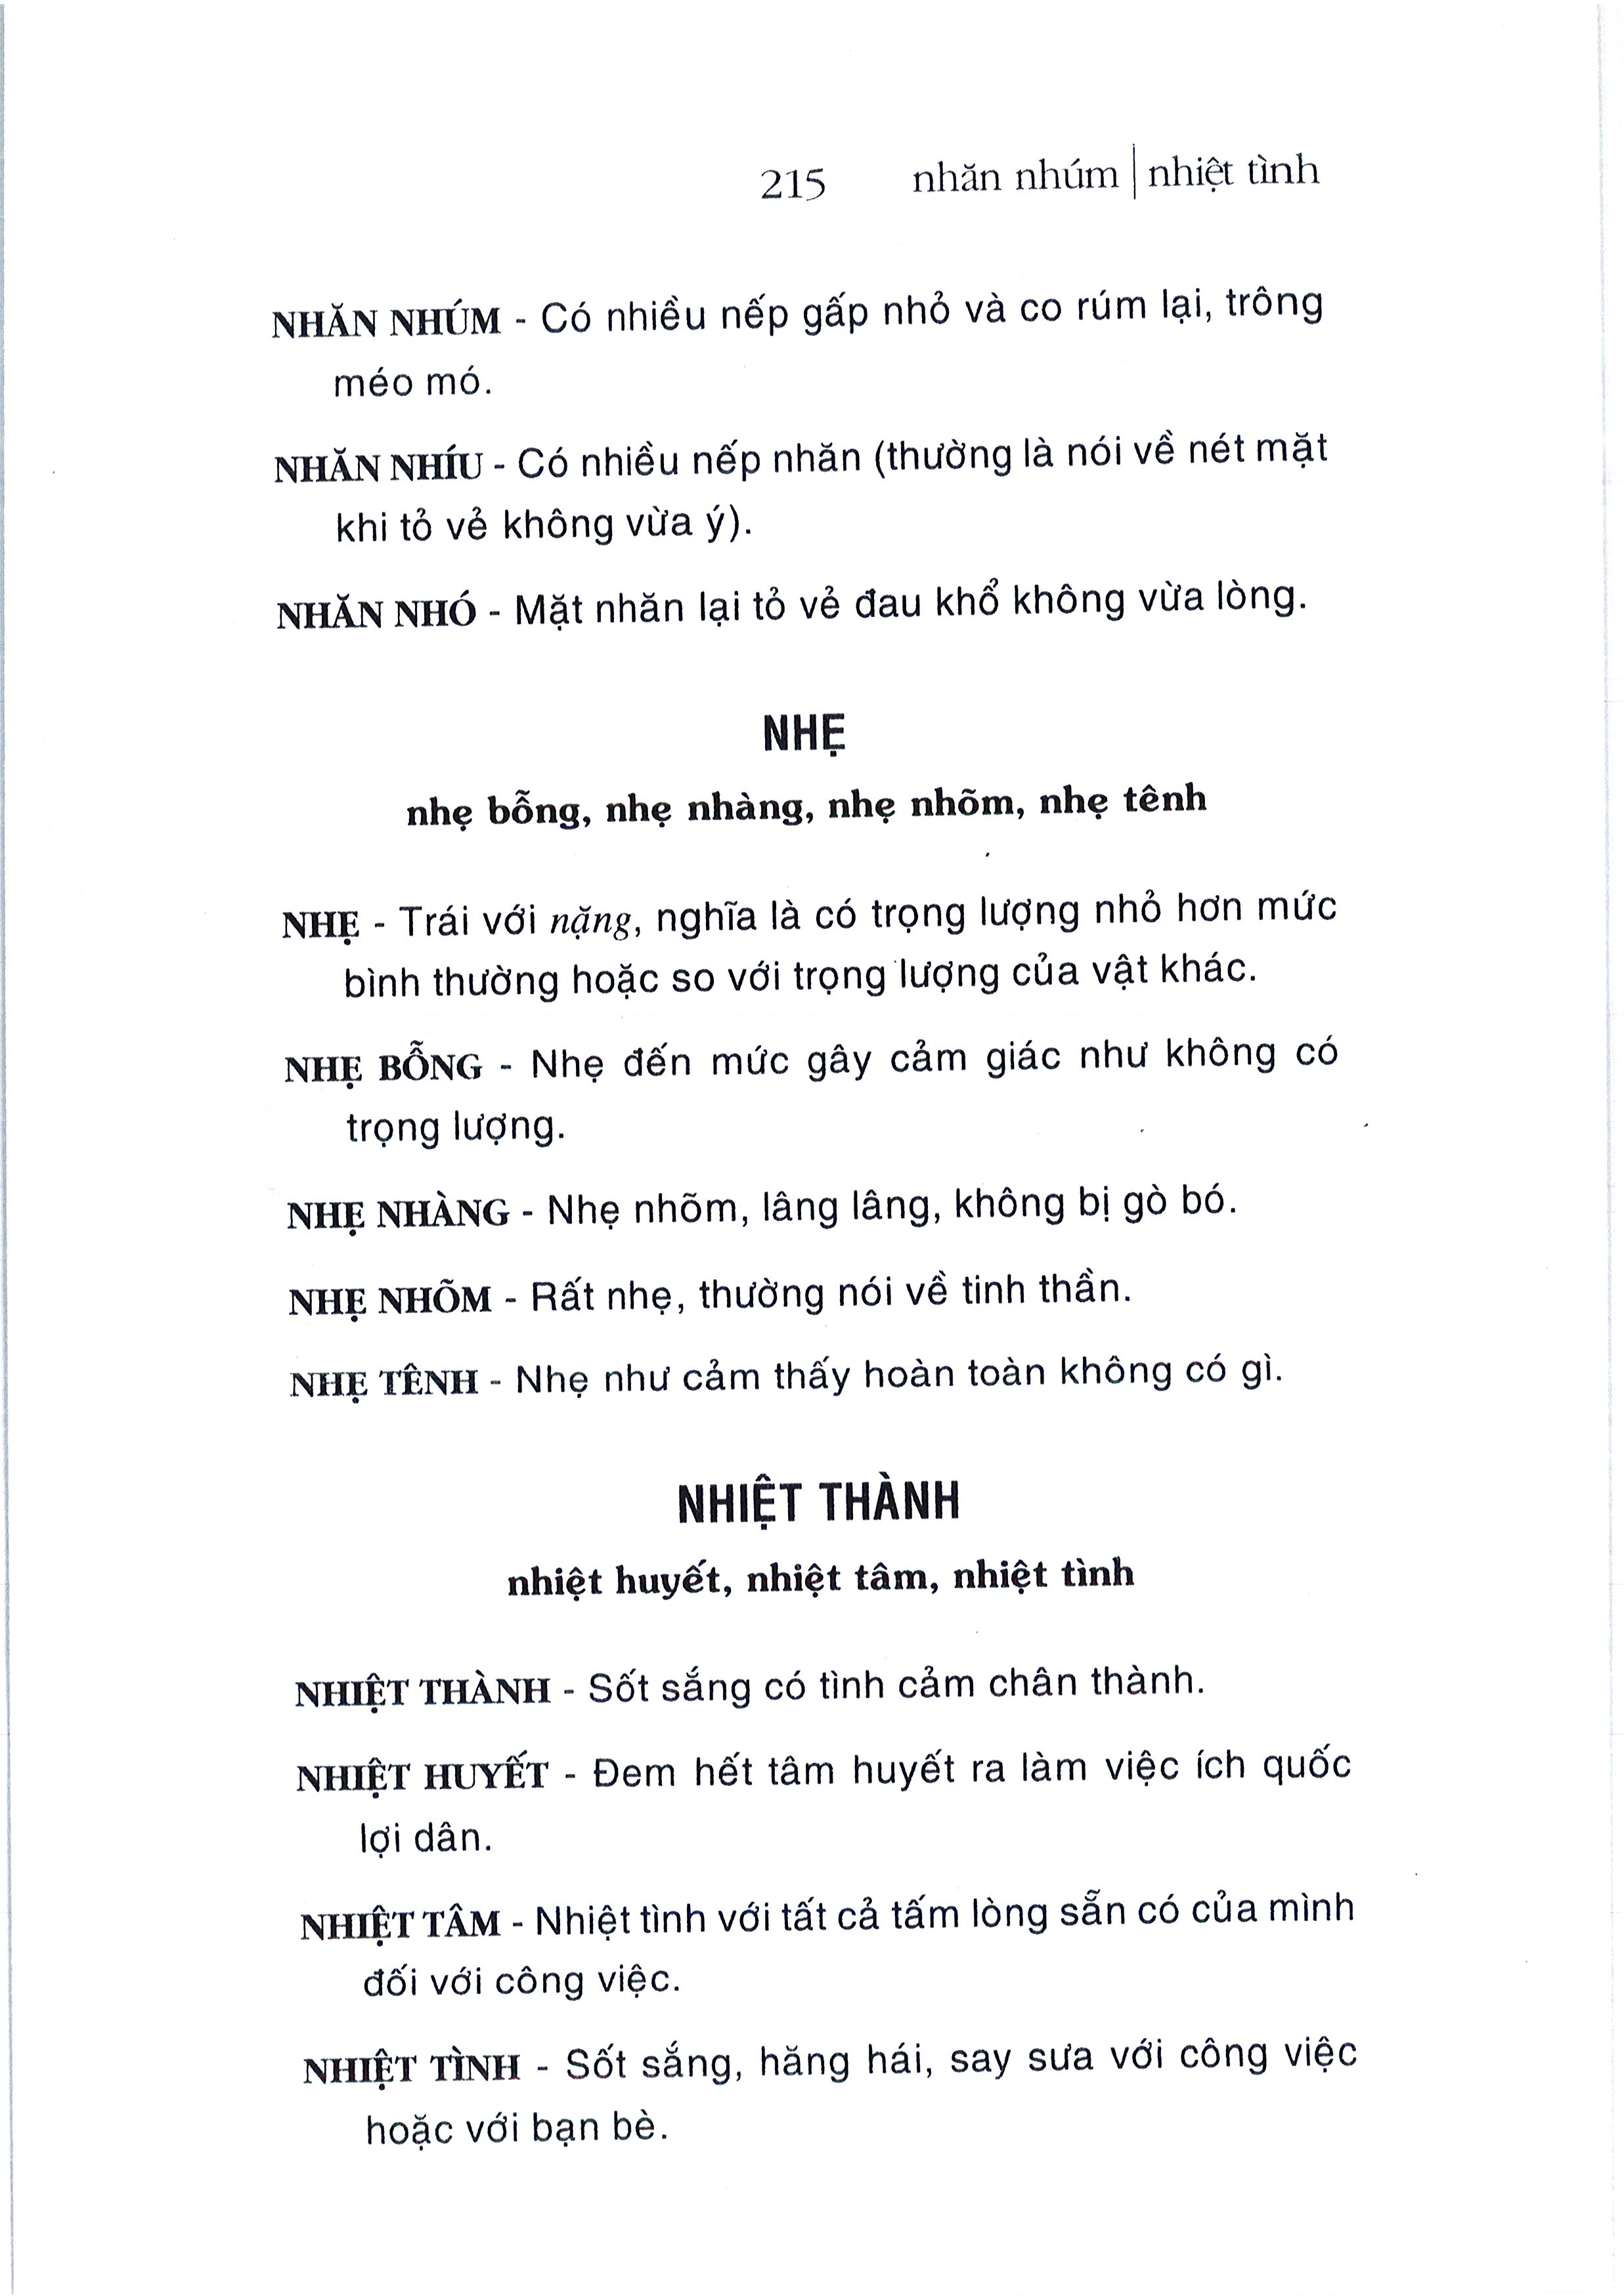 215 nhăn nhúm | nhiệt tình
NHĂN NHÚM - Có nhiều nếp gấp nhỏ và co rúm lại, trông
méo mó.
NHĂN NHÍU - Có nhiều nếp nhăn (thường là nói về nét mặt
khi tỏ vẻ không vừa ý).
NHĂN NHÓ - Mặt nhăn lại tỏ vẻ đau khổ không vừa lòng.
NHẸ
nhẹ bỗng, nhẹ nhàng, nhẹ nhõm, nhẹ tênh
NHẸ - Trái với nặng, nghĩa là có trọng lượng nhỏ hơn mức
bình thường hoặc so với trọng lượng của vật khác.
NHẸ BỖNG - Nhẹ đến mức gây cảm giác như không có
trọng lượng.
NHẸ NHÀNG - Nhẹ nhõm, lâng lâng, không bị gò bó.
NHẸ NHÕM - Rất nhẹ, thường nói về tinh thần.
NHẸ TÊNH - Nhẹ như cảm thấy hoàn toàn không có gì.
NHIỆT THÀNH
nhiệt huyết, nhiệt tâm, nhiệt tình
NHIỆT THÀNH - Sốt sắng có tình cảm chân thành.
NHIỆT HUYẾT - Đem hết tâm huyết ra làm việc ích quốc
lợi dân.
NHIỆT TÂM - Nhiệt tình với tất cả tấm lòng sẵn có của mình
đối với công việc.
NHIỆT TÌNH - Sốt sắng, hăng hái, say sưa với công việc
hoặc với bạn bè.